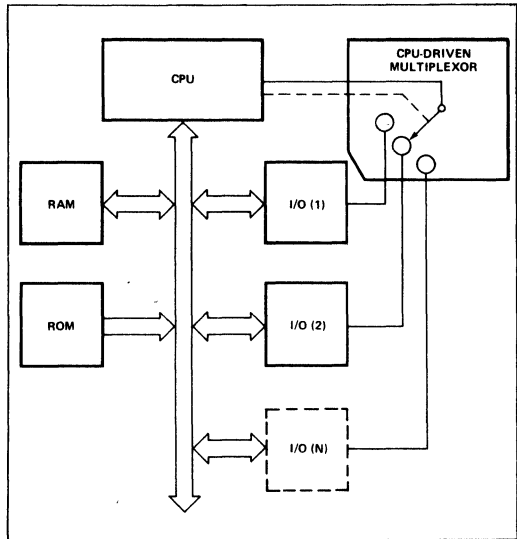 CPU
CPU-DRIVEN
MULTIPLEXOR
RAM
I/O (1)
ROM
I/O (2)
I/O (N)